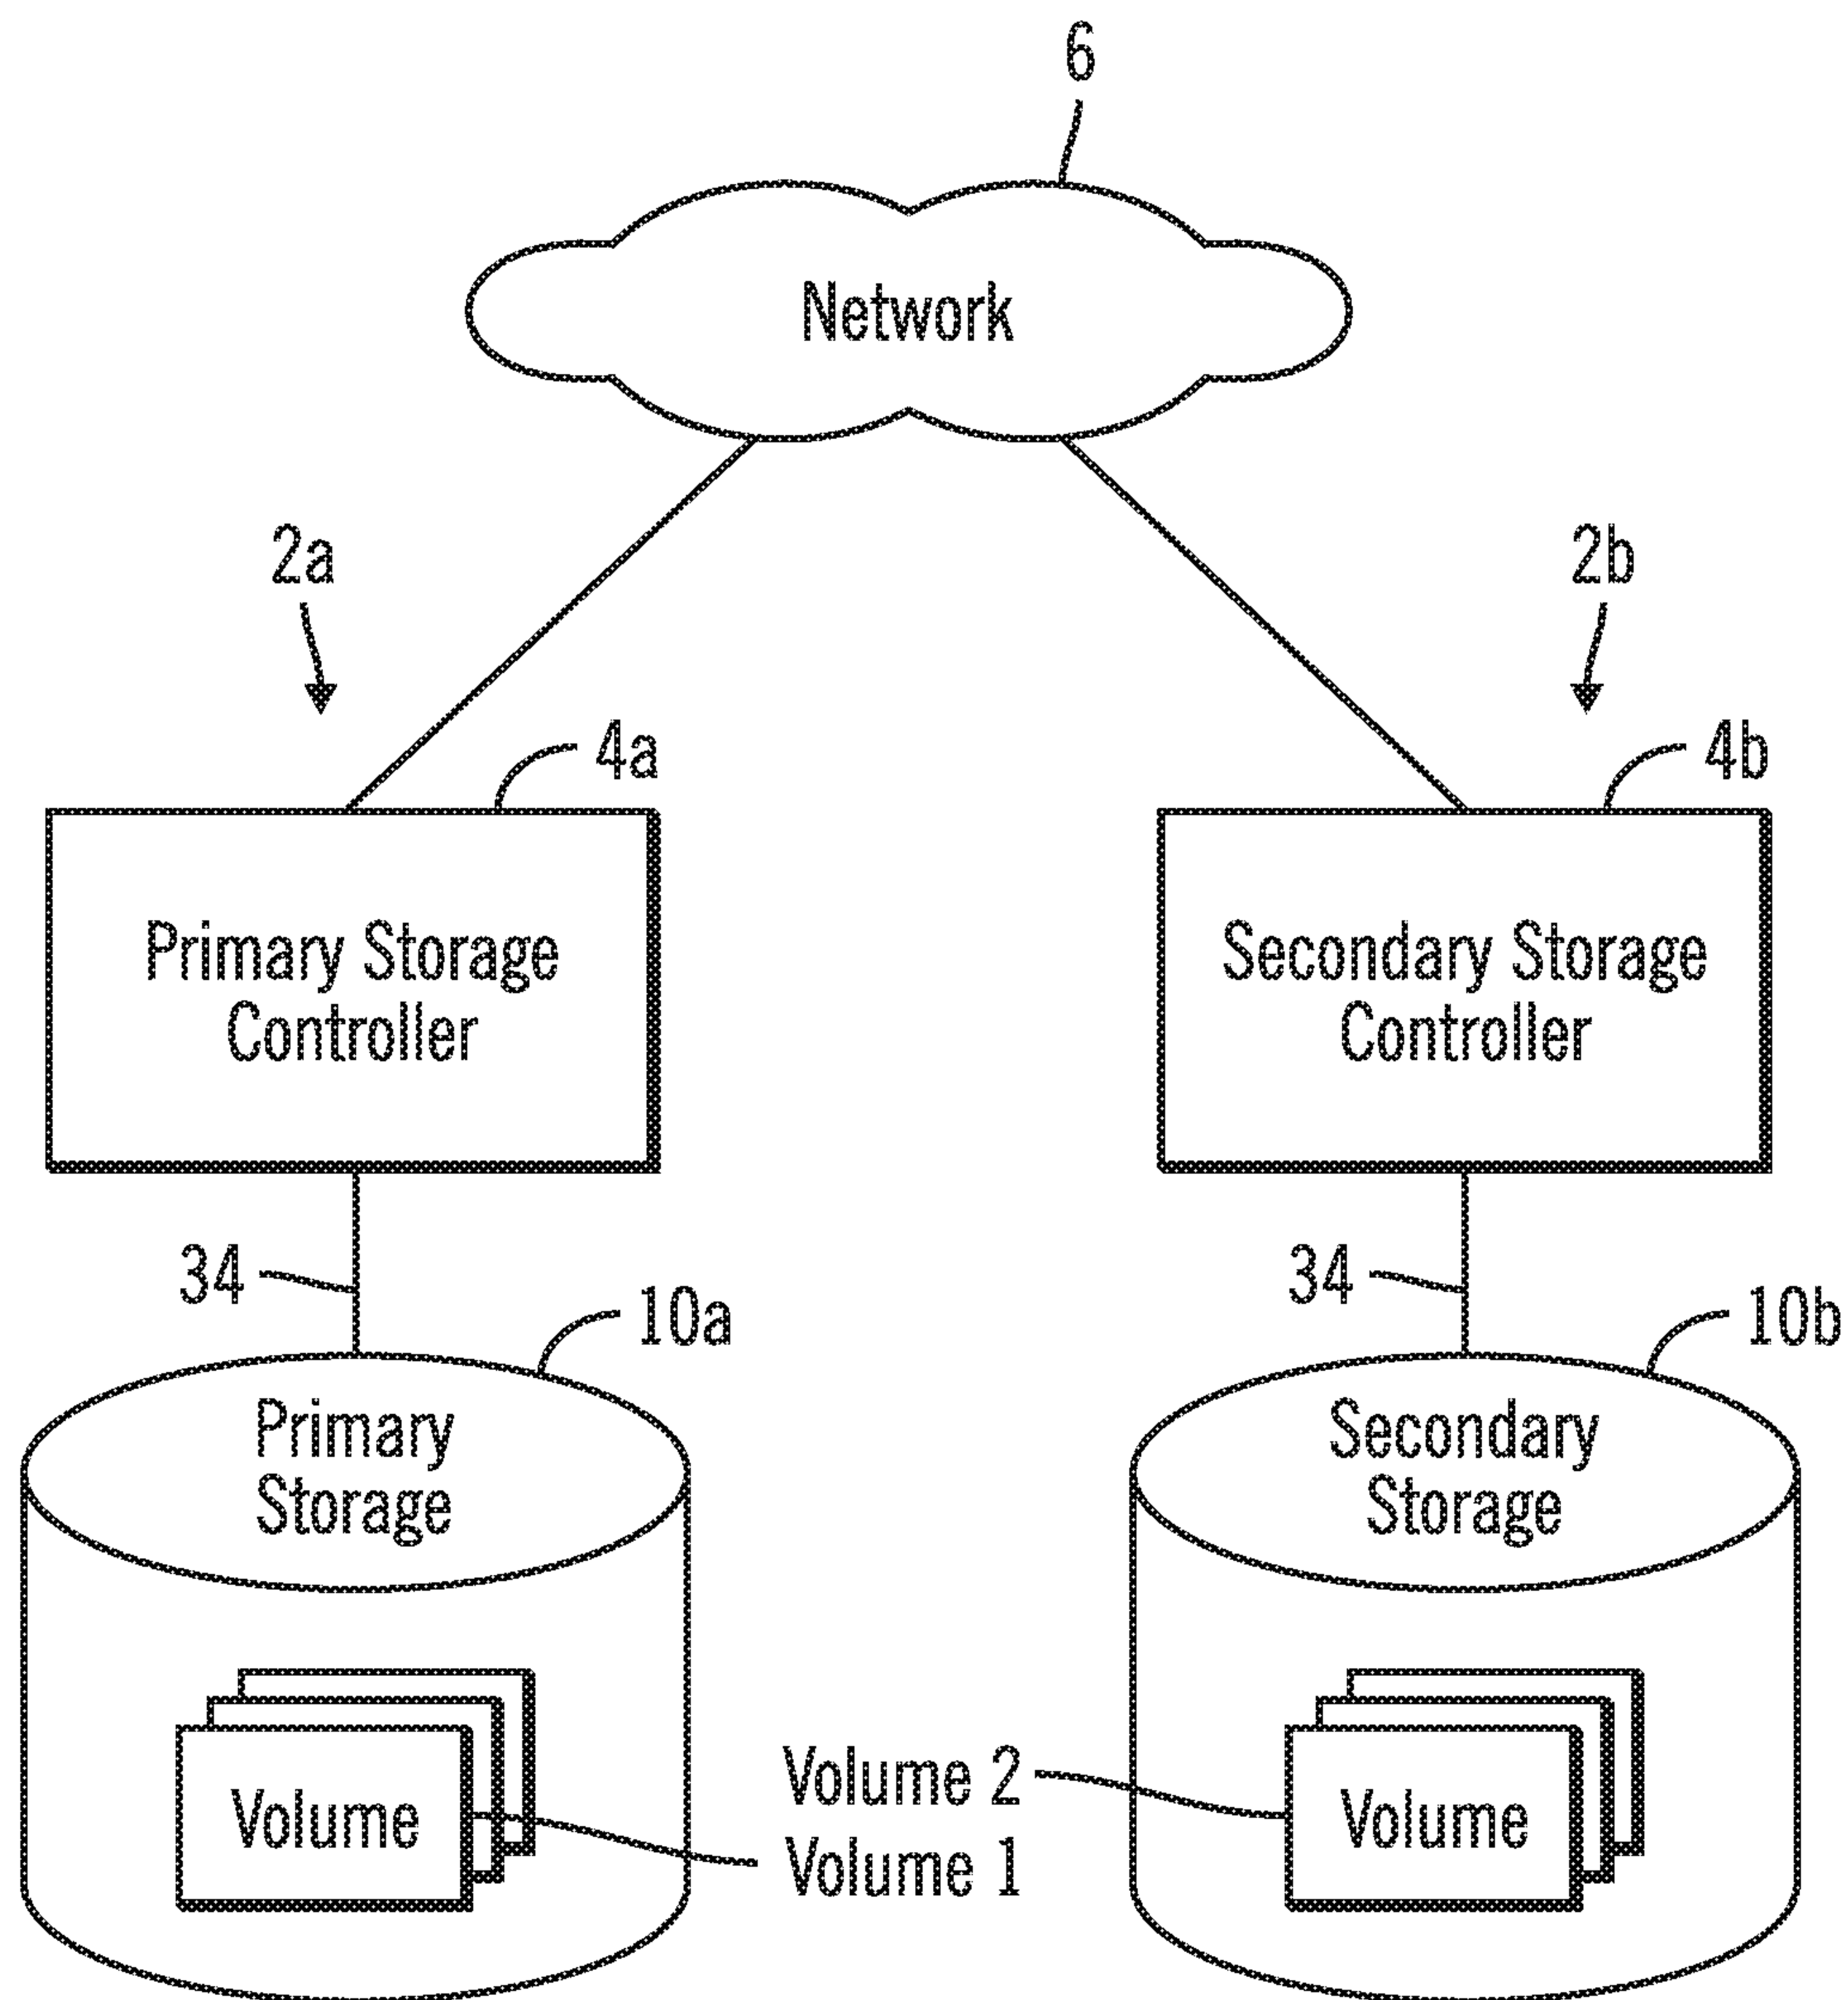 6
Network
2a
2b
4a
4b
Primary Storage
Controller
Secondary Storage
Controller
34
34
10a
10b
Primary
Storage
Secondary
Storage
Volume 2
Volume
Volume
Volume 1